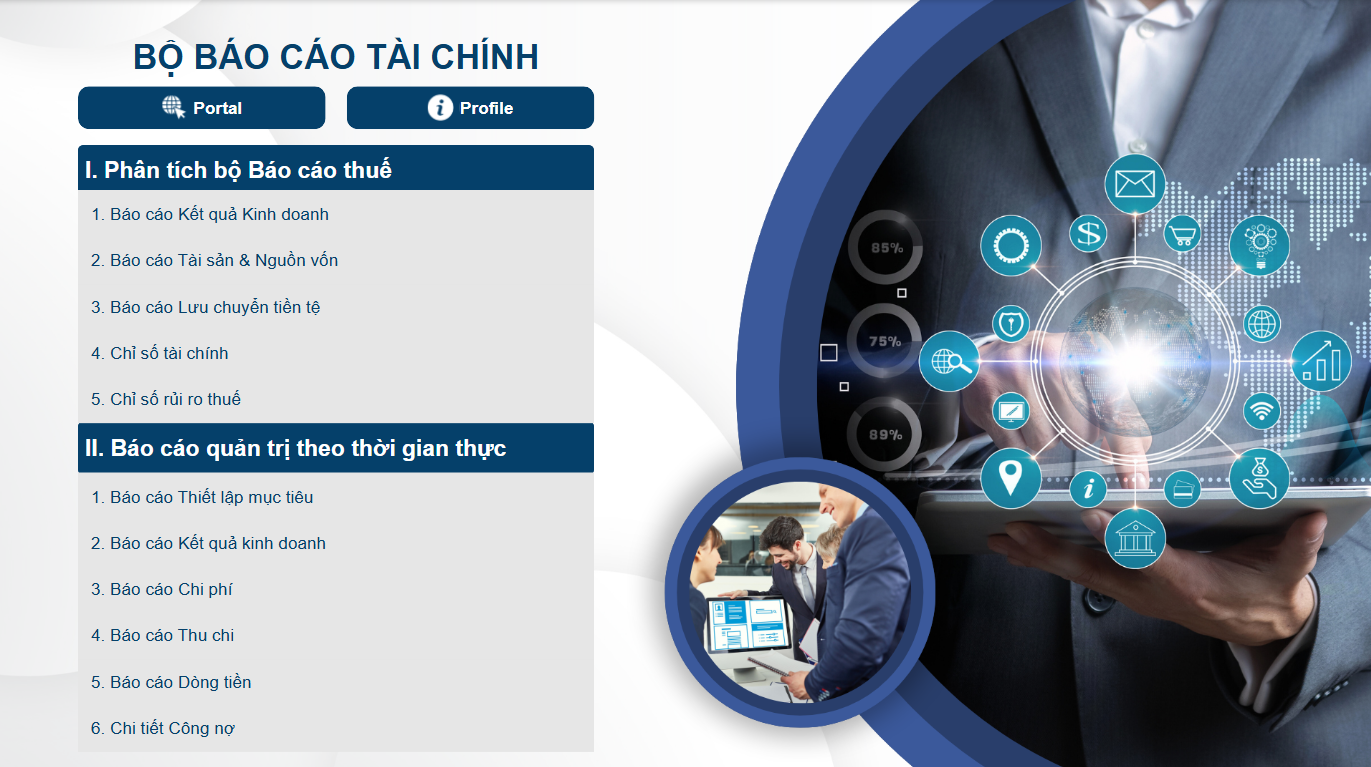 BỘ BÁO CÁO TÀI CHÍNH
Portal
Profile
I. Phân tích bộ Báo cáo thuế
1. Báo cáo Kết quả Kinh doanh
2. Báo cáo Tài sản & Nguồn vốn
3. Báo cáo Lưu chuyển tiền tệ
4. Chỉ số tài chính
5. Chỉ số rủi ro thuế
II. Báo cáo quản trị theo thời gian thực
1. Báo cáo Thiết lập mục tiêu
2. Báo cáo Kết quả kinh doanh
3. Báo cáo Chi phí
4. Báo cáo Thu chi
5. Báo cáo Dòng tiền
6. Chi tiết Công nợ
85%
75%
89%